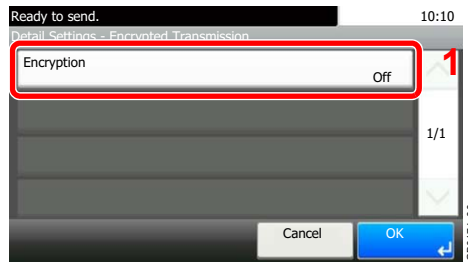 Ready to send. 10:10
Detail Settings - Encrypted Transmission
Encryption
Off
1
1/1
Cancel
OK